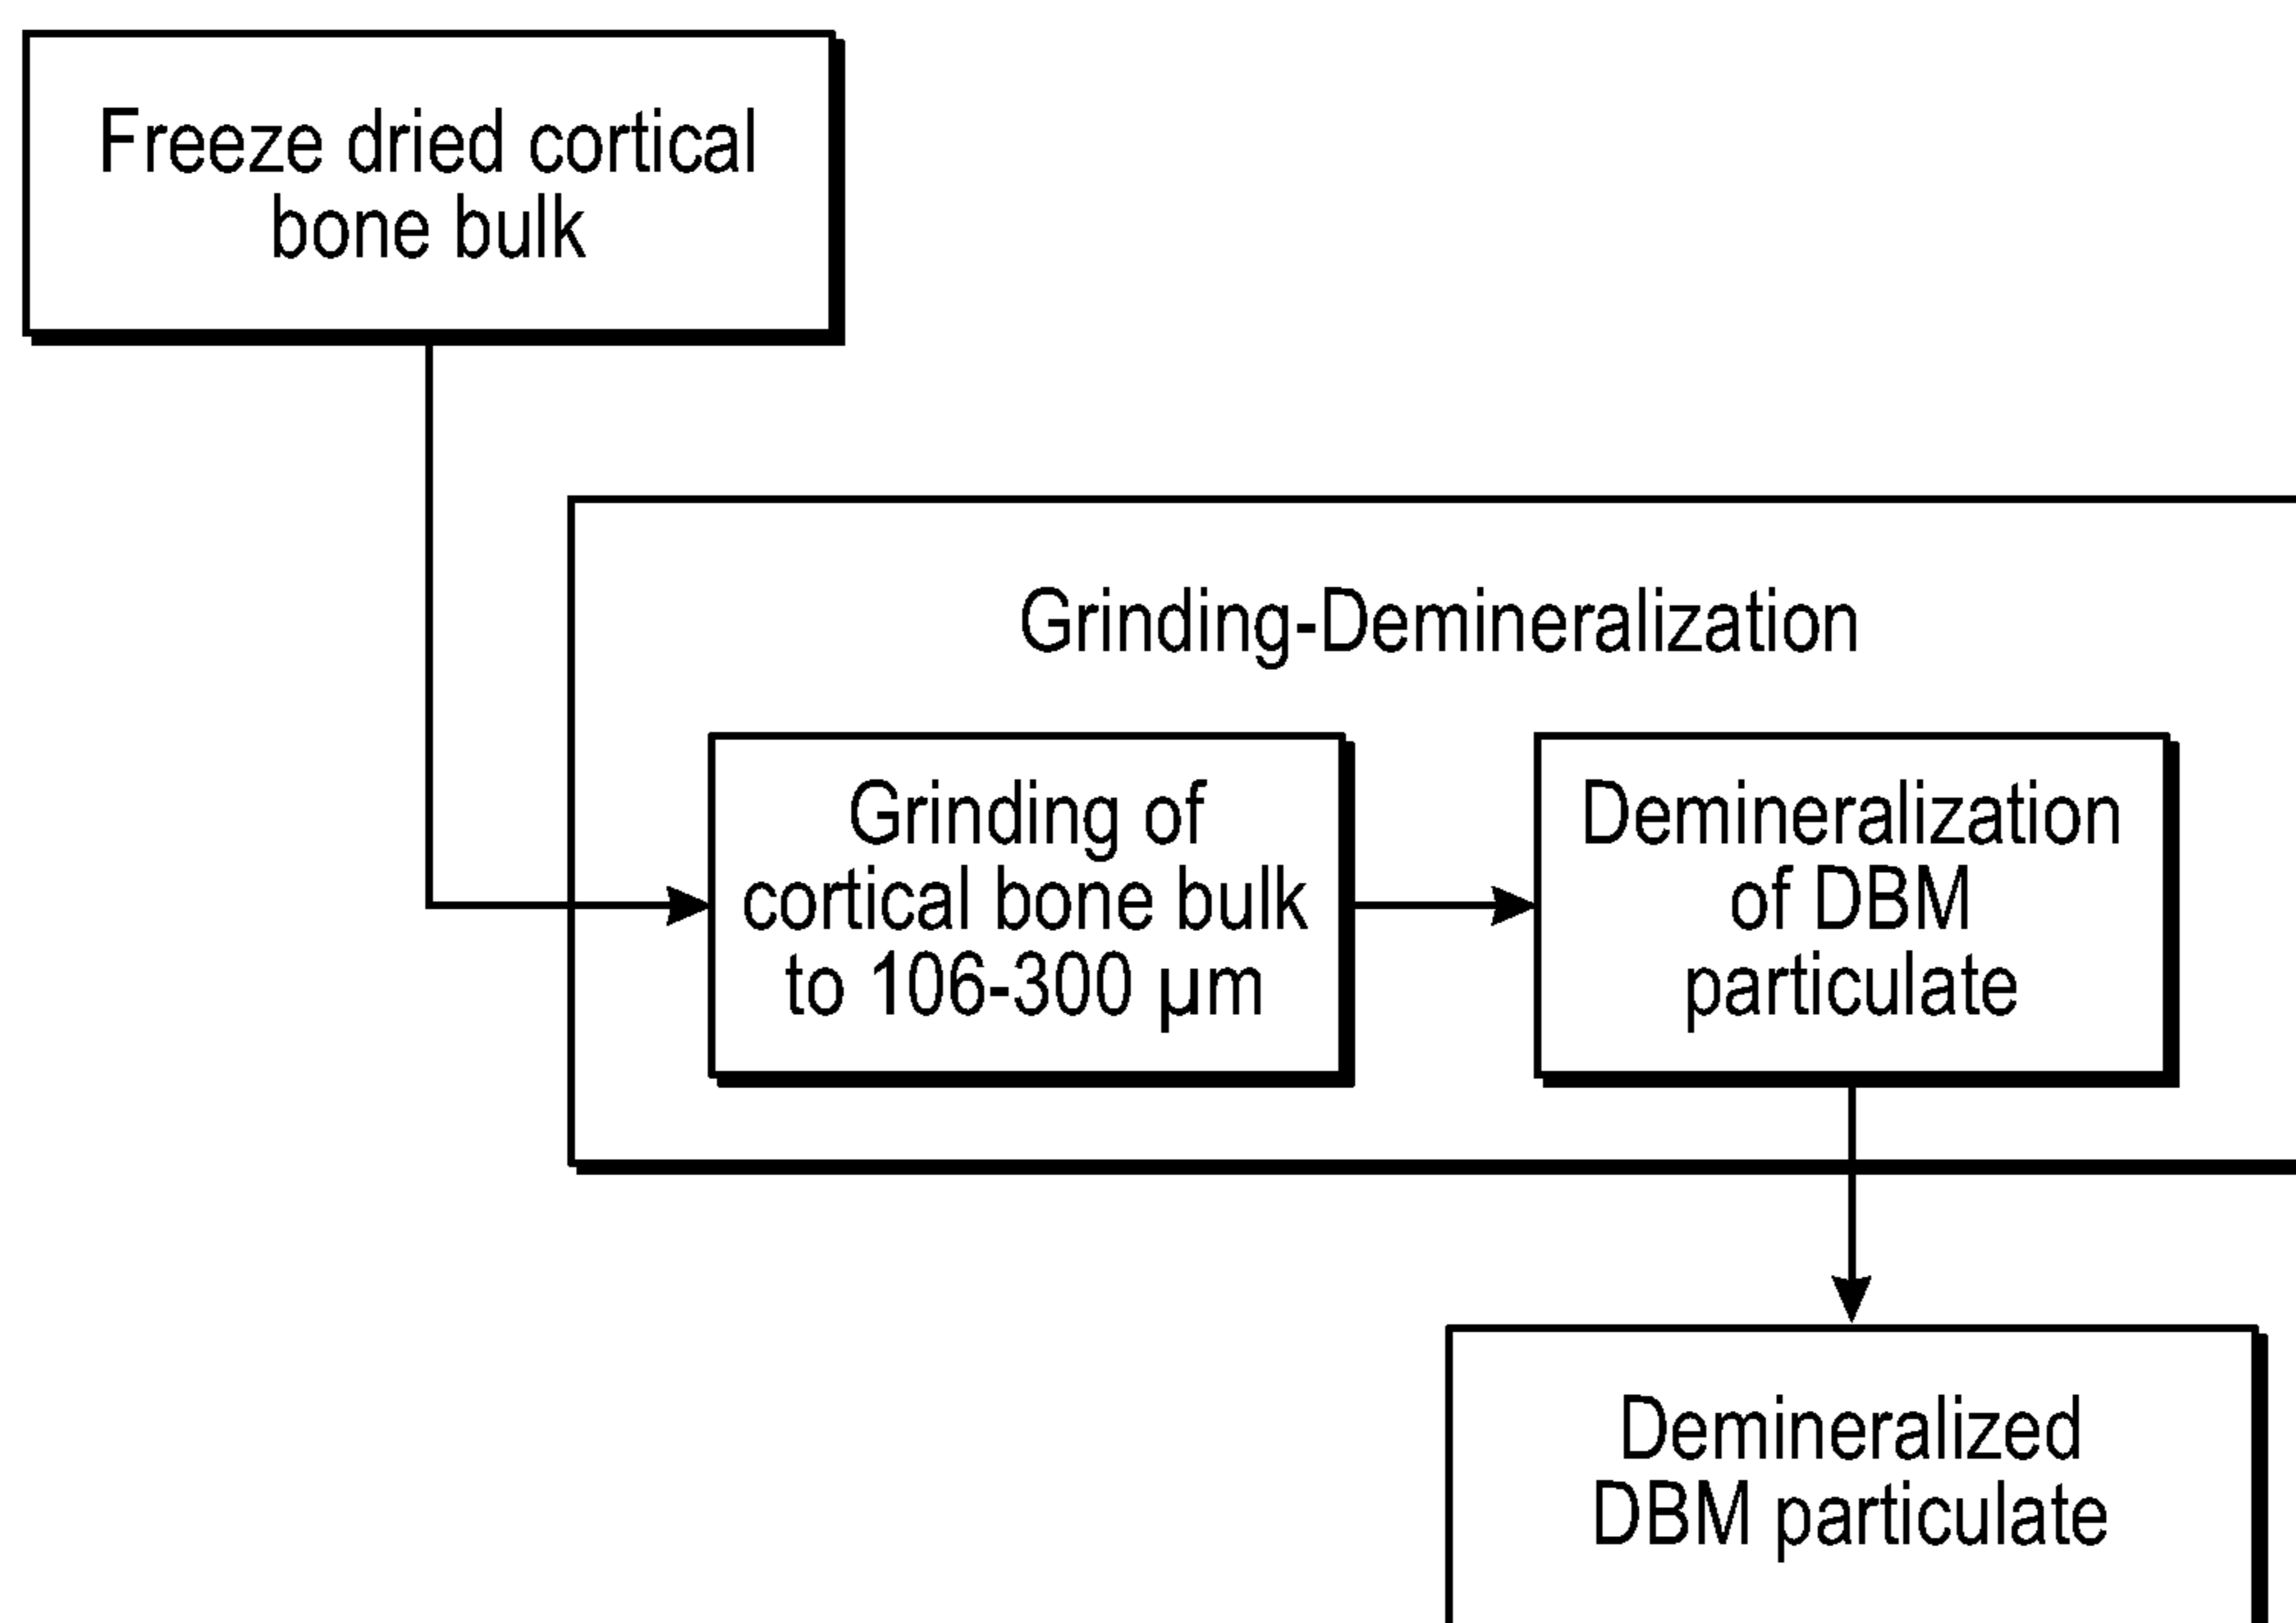 Freeze dried cortical
bone bulk
Grinding-Demineralization
Grinding of
cortical bone bulk
to 106-300 µm
Demineralization
of DBM
particulate
Demineralized
DBM particulate